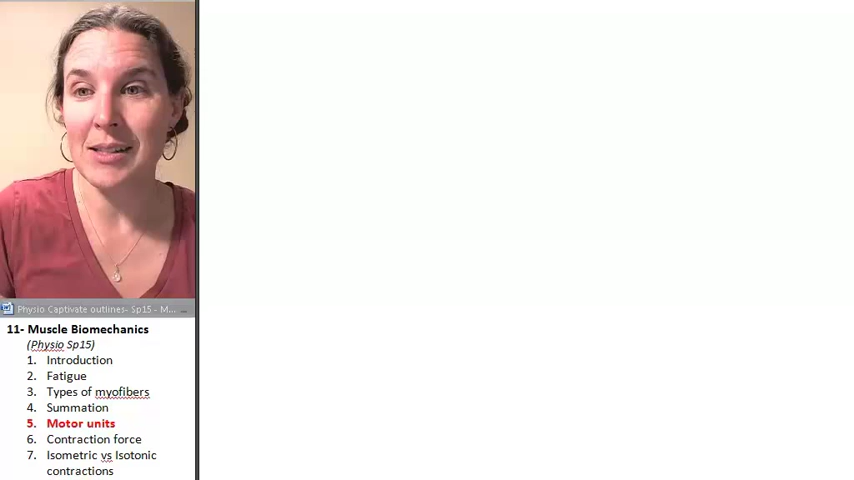 Physio Captivate outlines- Sp15 - M...
11- Muscle Biomechanics
(Physio Sp15)
1. Introduction
2. Fatigue
3. Types of myofibers
4. Summation
5. Motor units
6. Contraction force
7. Isometric vs Isotonic
contractions